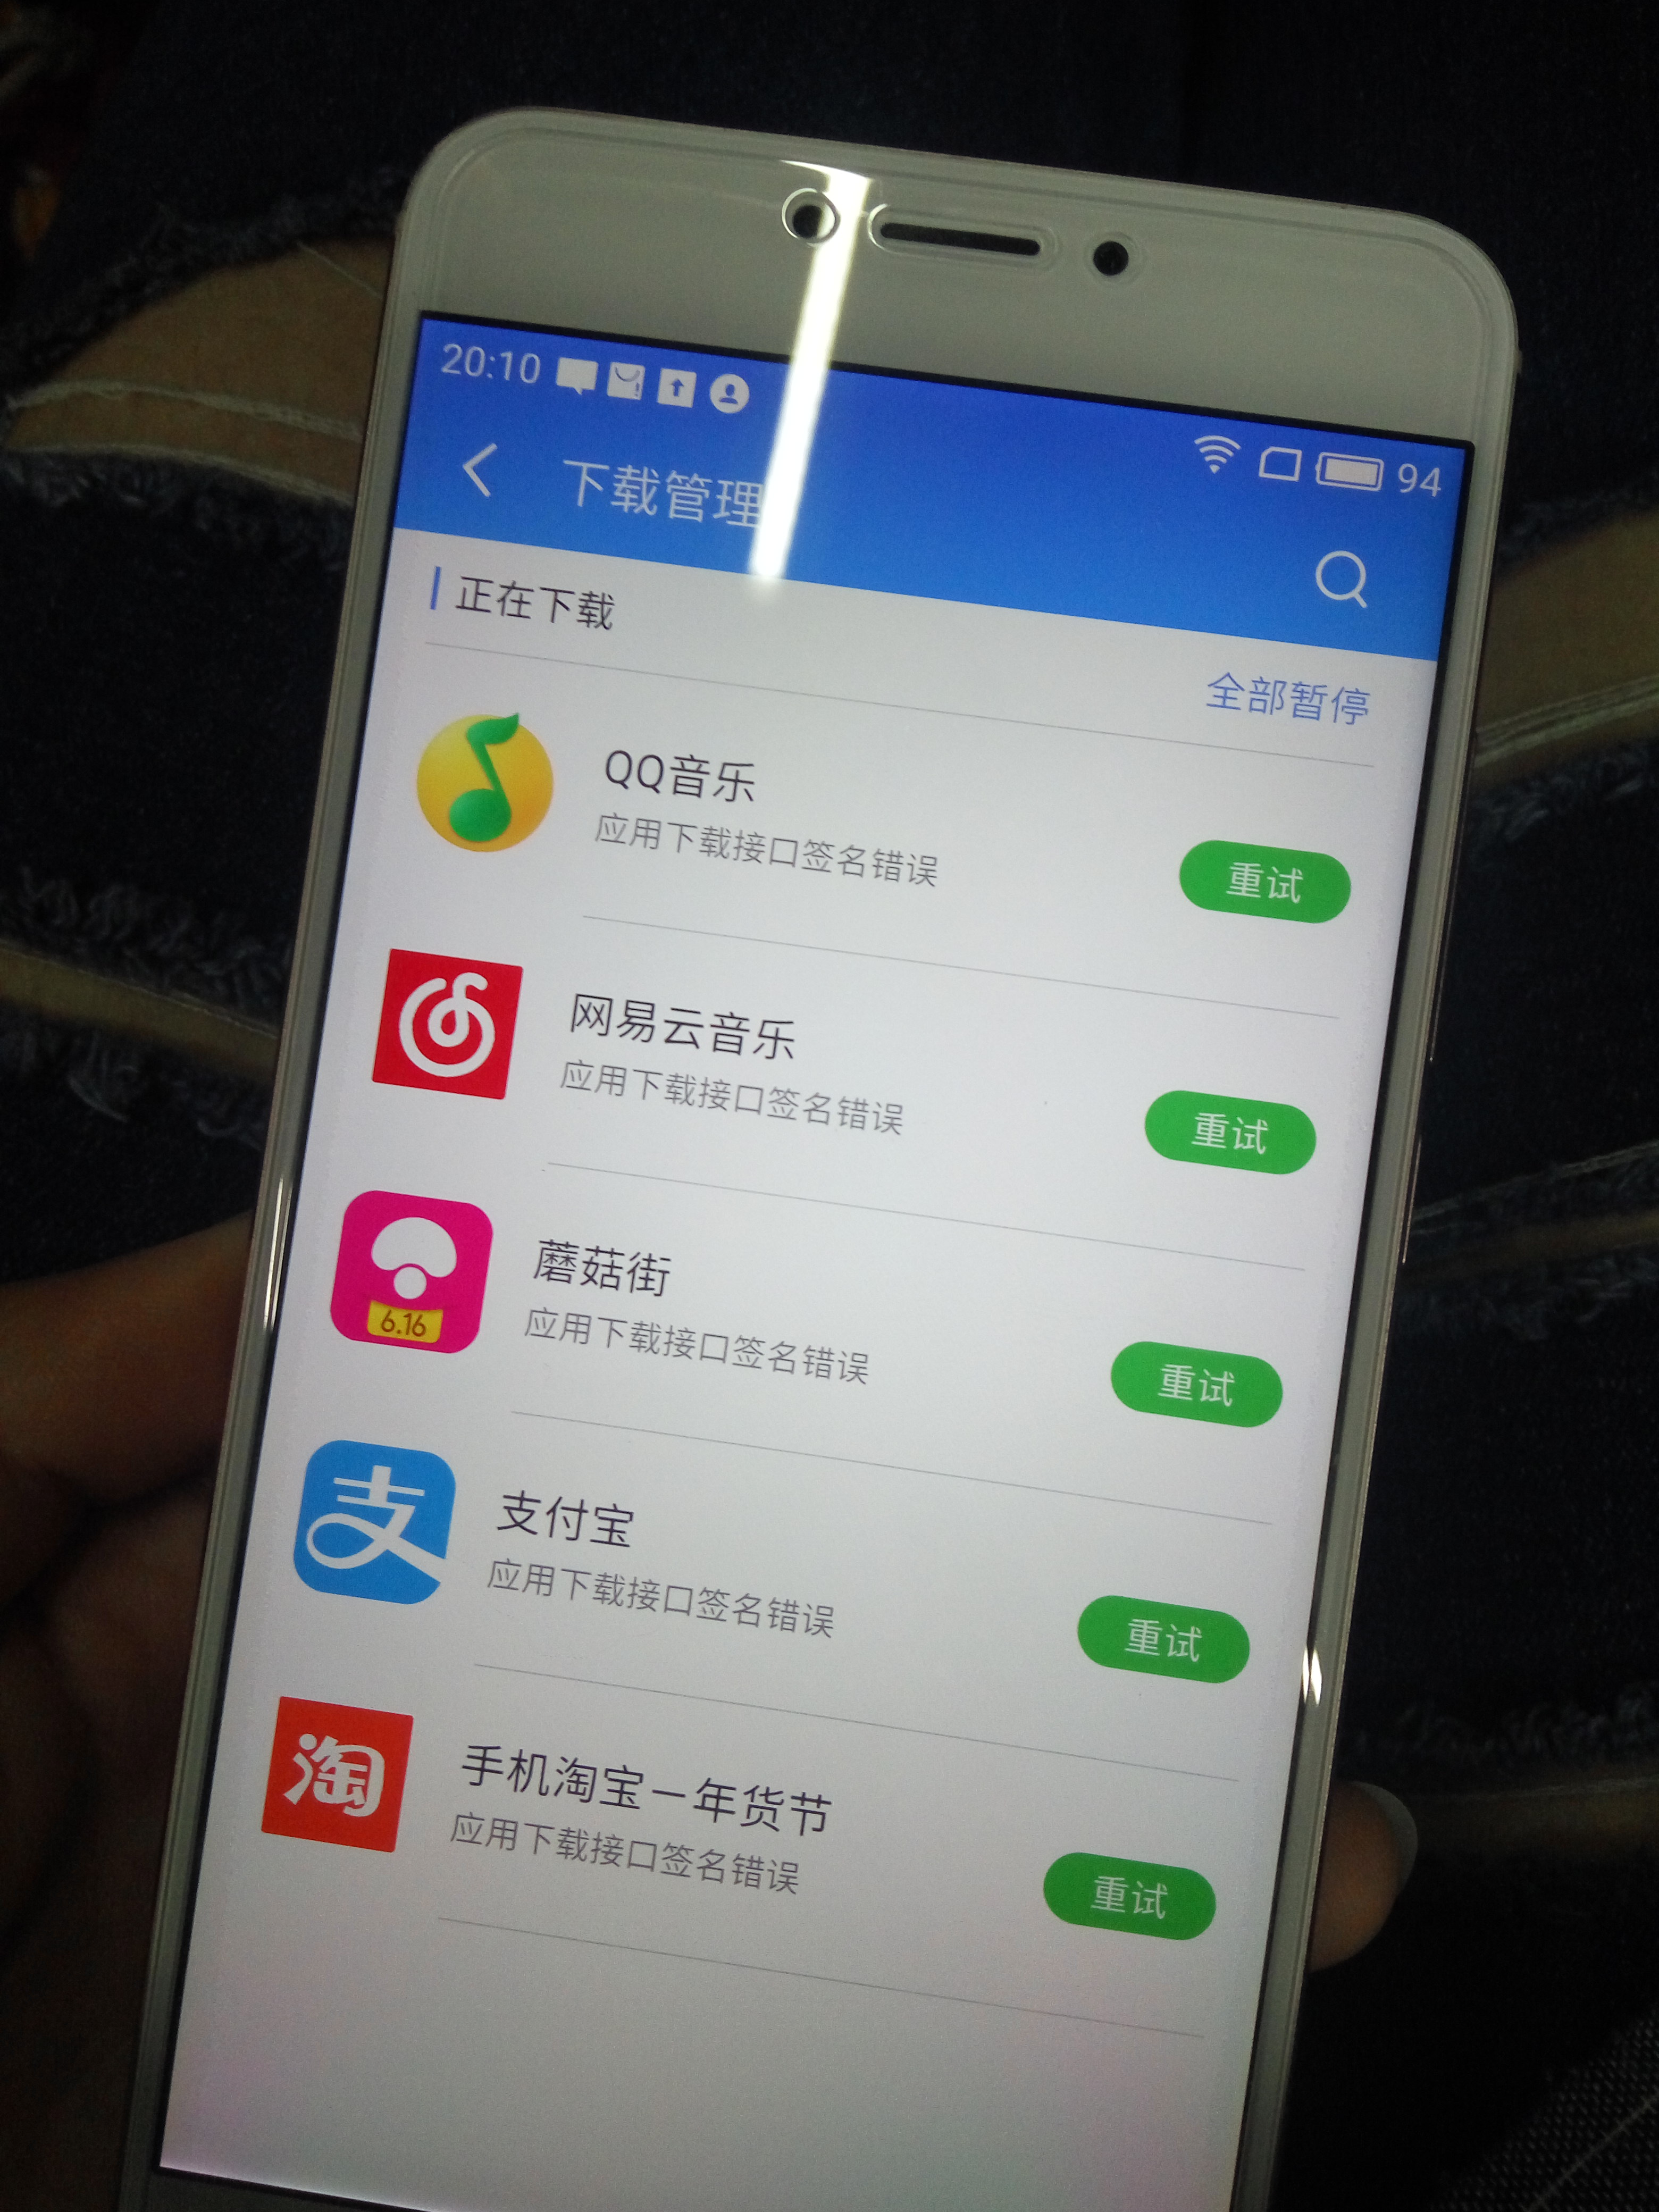 20:10
94
下载管理
正在下载
全部暂停
QQ音乐
应用下载接口签名错误
重试
网易云音乐
应用下载接口签名错误
重试
蘑菇街
6.16
应用下载接口签名错误
重试
支
支付宝
应用下载接口签名错误
重试
淘
手机淘宝—年货节
应用下载接口签名错误
重试